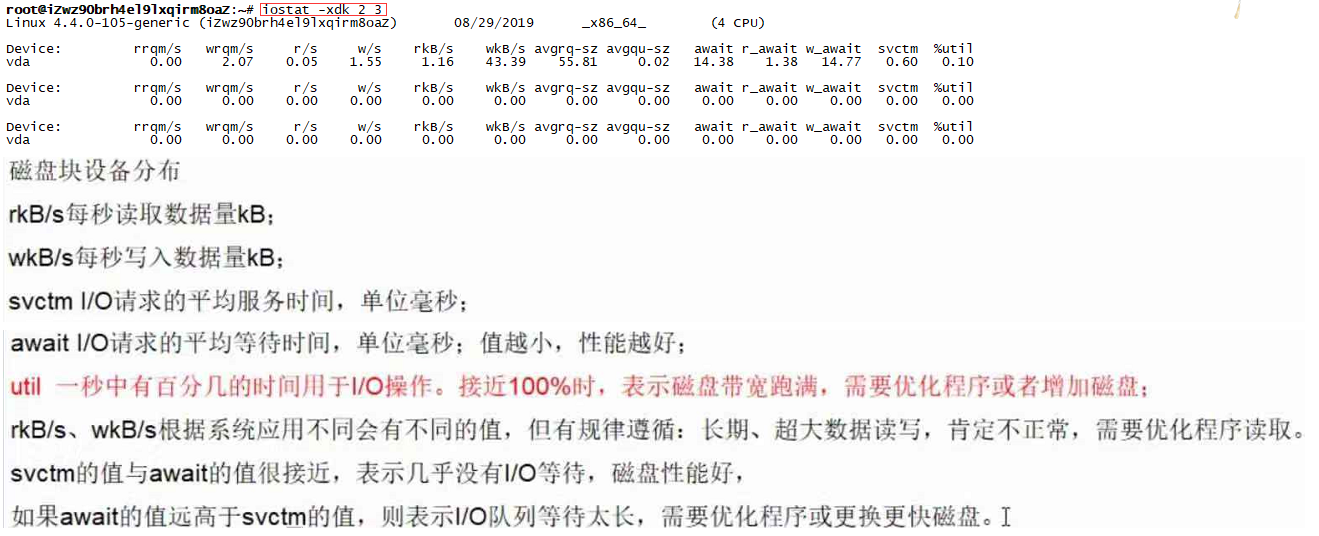 root@iZwz90brh4el9lxqirm8oaZ:~# iostat -xdk 2 3
Linux 4.4.0-105-generic (iZwz90brh4el9lxqirm8oaZ) 08/29/2019 _x86_64_ (4 CPU)
Device: rrqm/s wrqm/s r/s w/s rkB/s wkB/s avgrq-sz avgqu-sz await r_await w_await svctm %util
vda 0.00 2.07 0.05 1.55 1.16 43.39 55.81 0.02 14.38 1.38 14.77 0.60 0.10
Device: rrqm/s wrqm/s r/s w/s rkB/s wkB/s avgrq-sz avgqu-sz await r_await w_await svctm %util
vda 0.00 0.00 0.00 0.00 0.00 0.00 0.00 0.00 0.00 0.00 0.00 0.00 0.00
Device: rrqm/s wrqm/s r/s w/s rkB/s wkB/s avgrq-sz avgqu-sz await r_await w_await svctm %util
vda 0.00 0.00 0.00 0.00 0.00 0.00 0.00 0.00 0.00 0.00 0.00 0.00 0.00
磁盘块设备分布
rkB/s每秒读取数据量kB；
wkB/s每秒写入数据量kB；
svctm I/O请求的平均服务时间，单位毫秒；
await I/O请求的平均等待时间，单位毫秒；值越小，性能越好；
util 一秒中有百分几的时间用于I/O操作。接近100%时，表示磁盘带宽跑满，需要优化程序或者增加磁盘；
rkB/s、wkB/s根据系统应用不同会有不同的值，但有规律遵循：长期、超大数据读写，肯定不正常，需要优化程序读取。
svctm的值与await的值很接近，表示几乎没有I/O等待，磁盘性能好，
如果await的值远高于svctm的值，则表示I/O队列等待太长，需要优化程序或更换更快磁盘。